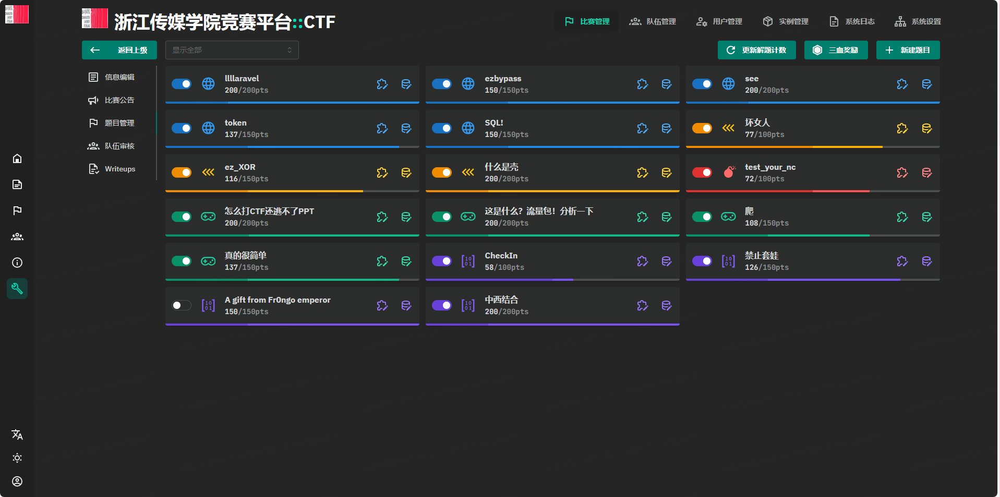 浙江传媒学院竞赛平台::CTF
比赛管理
队伍管理
用户管理
实例管理
系统日志
系统设置
返回上级
显示全部
更新解题计数
三血奖励
新建题目
信息编辑
比赛公告
题目管理
队伍审核
Writeups
llllaravel
200/200pts
ezbypass
150/150pts
see
200/200pts
token
137/150pts
SQL!
150/150pts
坏女人
77/100pts
ez_XOR
116/150pts
什么是壳
200/200pts
test_your_nc
72/100pts
怎么打CTF还逃不了PPT
200/200pts
这是什么？流量包！分析一下
200/200pts
爬
108/150pts
真的很简单
137/150pts
CheckIn
58/100pts
禁止套娃
126/150pts
A gift from Fr0ngo emperor
150/150pts
中西结合
200/200pts